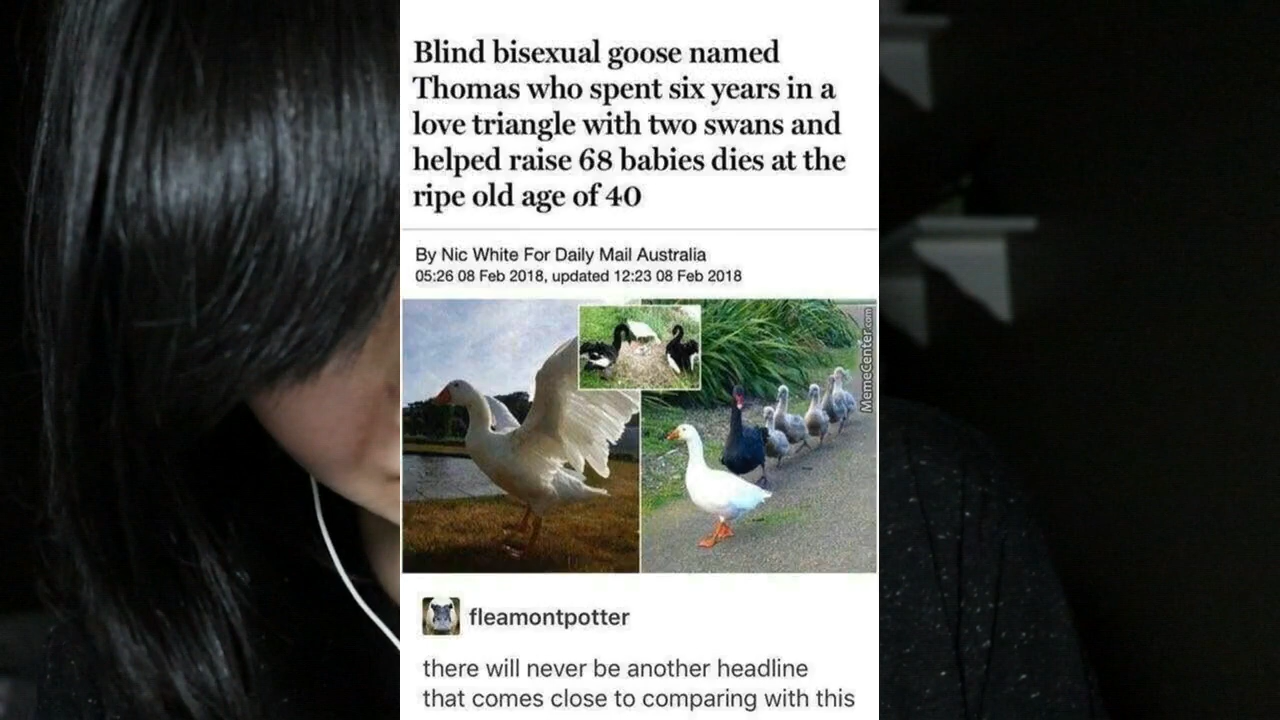 Blind bisexual goose named
Thomas who spent six years in a
love triangle with two swans and
helped raise 68 babies dies at the
ripe old age of 40
By Nic White For Daily Mail Australia
05:26 08 Feb 2018, updated 12:23 08 Feb 2018
MemeCenter.com
fleamontpotter
there will never be another headline
that comes close to comparing with this